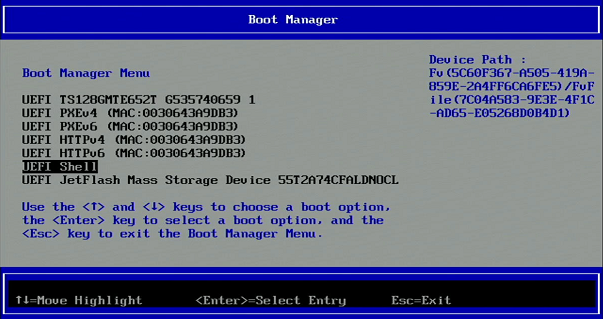 Boot Manager
Device Path :
Boot Manager Menu
Fv(5C60F367-A505-419A-
859E-2A4FF6CA6FE5)/FvF
ile(7C04A583-9E3E-4F1C
-AD65-E05268D0B4D1)
UEFI TS128GMTE652T G535740659 1
UEFI PXEv4 (MAC:0030643A9DB3)
UEFI PXEv6 (MAC:0030643A9DB3)
UEFI HTTPv4 (MAC:0030643A9DB3)
UEFI HTTPv6 (MAC:0030643A9DB3)
UEFI Shell
UEFI JetFlash Mass Storage Device 55T2A74CFALDNOCL
Use the <↑> and <↓> keys to choose a boot option,
the <Enter> key to select a boot option, and the
<Esc> key to exit the Boot Manager Menu.
↑↓=Move Highlight <Enter>=Select Entry Esc=Exit